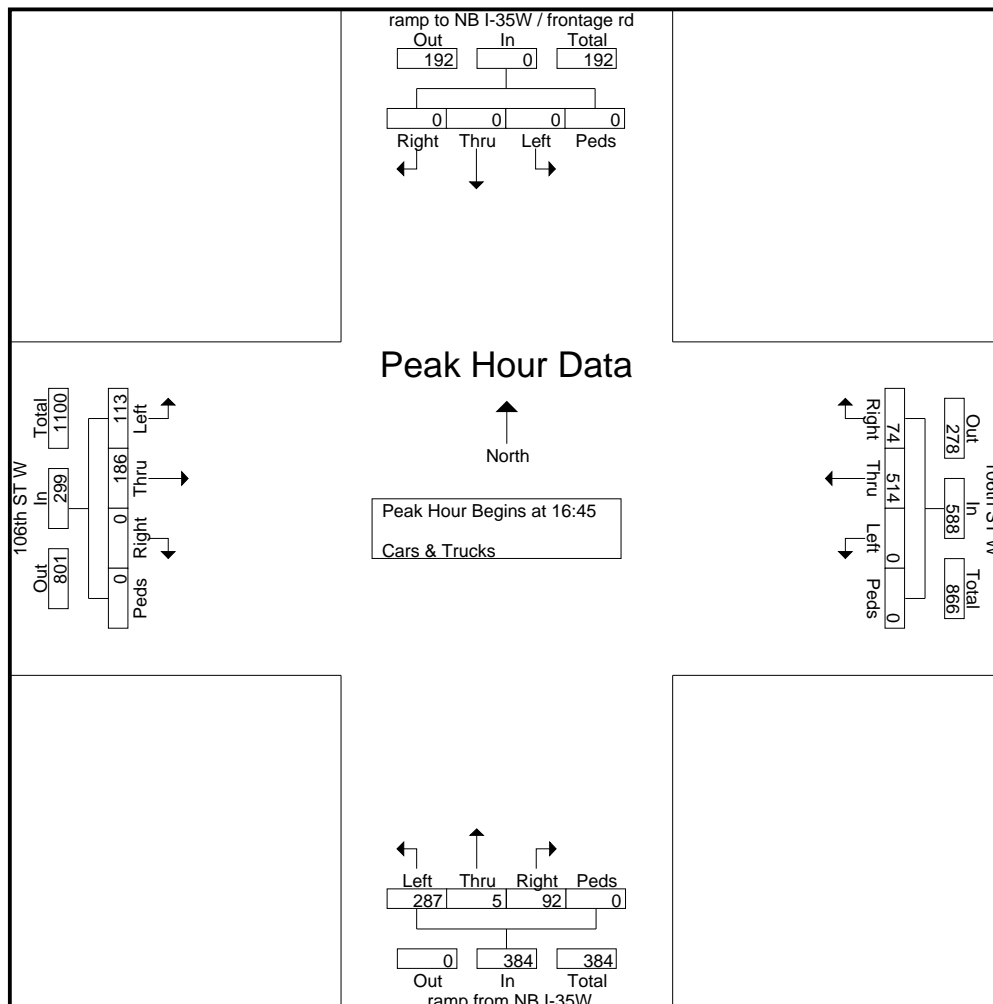 ramp to NB I-35W / frontage rd
Out In Total
192 0 192
0 0 0 0
Right Thru Left Peds
Peak Hour Data
North
Peak Hour Begins at 16:45
Cars & Trucks
106th ST W
Total In Out
1100 299 801
113 186 0 0
Left Thru Right Peds
Right Thru Left Peds
74 514 0 0
Out In Total
278 588 866
106th ST W
Left Thru Right Peds
287 5 92 0
0 384 384
Out In Total
ramp from NB I-35W